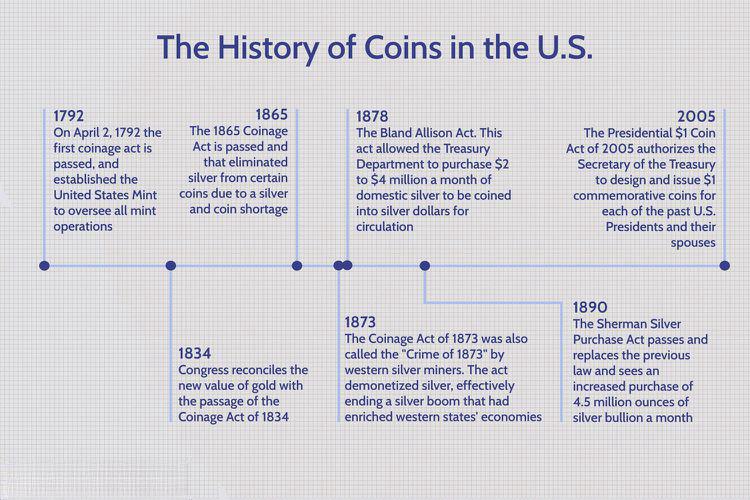 The History of Coins in the U.S.
1792
On April 2, 1792 the
first coinage act is
passed, and
established the
United States Mint
to oversee all mint
operations
1865
The 1865 Coinage
Act is passed and
that eliminated
silver from certain
coins due to a silver
and coin shortage
1878
The Bland Allison Act. This
act allowed the Treasury
Department to purchase $2
to $4 million a month of
domestic silver to be coined
into silver dollars for
circulation
2005
The Presidential $1 Coin
Act of 2005 authorizes the
Secretary of the Treasury
to design and issue $1
commemorative coins for
each of the past U.S.
Presidents and their
spouses
1834
Congress reconciles the
new value of gold with
the passage of the
Coinage Act of 1834
1873
The Coinage Act of 1873 was also
called the "Crime of 1873" by
western silver miners. The act
demonetized silver, effectively
ending a silver boom that had
enriched western states' economies
1890
The Sherman Silver
Purchase Act passes and
replaces the previous
law and sees an
increased purchase of
4.5 million ounces of
silver bullion a month